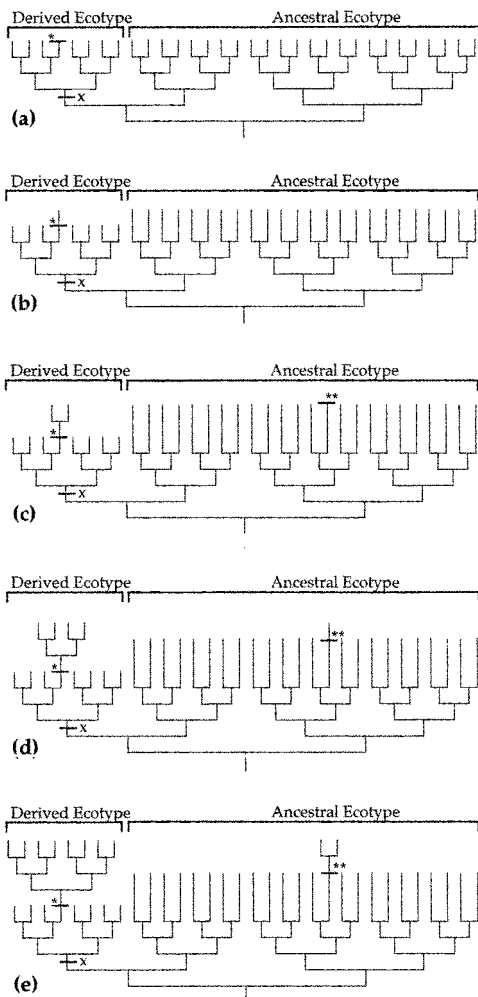 Derived Ecotype Ancestral Ecotype
*
x
(a)
Derived Ecotype Ancestral Ecotype
*
x
(b)
Derived Ecotype Ancestral Ecotype
**
*
x
(c)
Derived Ecotype Ancestral Ecotype
**
*
x
(d)
Derived Ecotype Ancestral Ecotype
**
*
x
(e)